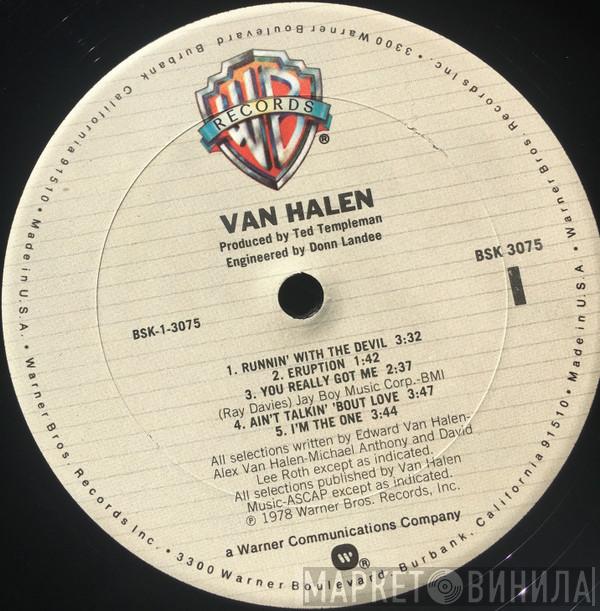 Made in U.S.A. • Warner Bros. Records Inc. • 3300 Warner Boulevard, Burbank, California 91510 • Made in U.S.A. • Warner Bros. Records Inc. • 3300 Warner Boulevard Burbank, California 91510 •
WB
RECORDS
®
VAN HALEN
Produced by Ted Templeman
Engineered by Donn Landee
BSK 3075
1
BSK-1-3075
1. RUNNIN' WITH THE DEVIL 3:32
2. ERUPTION 1:42
3. YOU REALLY GOT ME 2:37
(Ray Davies) Jay Boy Music Corp.-BMI
4. AIN'T TALKIN' 'BOUT LOVE 3:47
5. I'M THE ONE 3:44
All selections written by Edward Van Halen-
Alex Van Halen-Michael Anthony and David
Lee Roth except as indicated.
All selections published by Van Halen
Music-ASCAP except as indicated.
℗ 1978 Warner Bros. Records, Inc.
a Warner Communications Company
®
МАРКЕТ ВИНИЛА